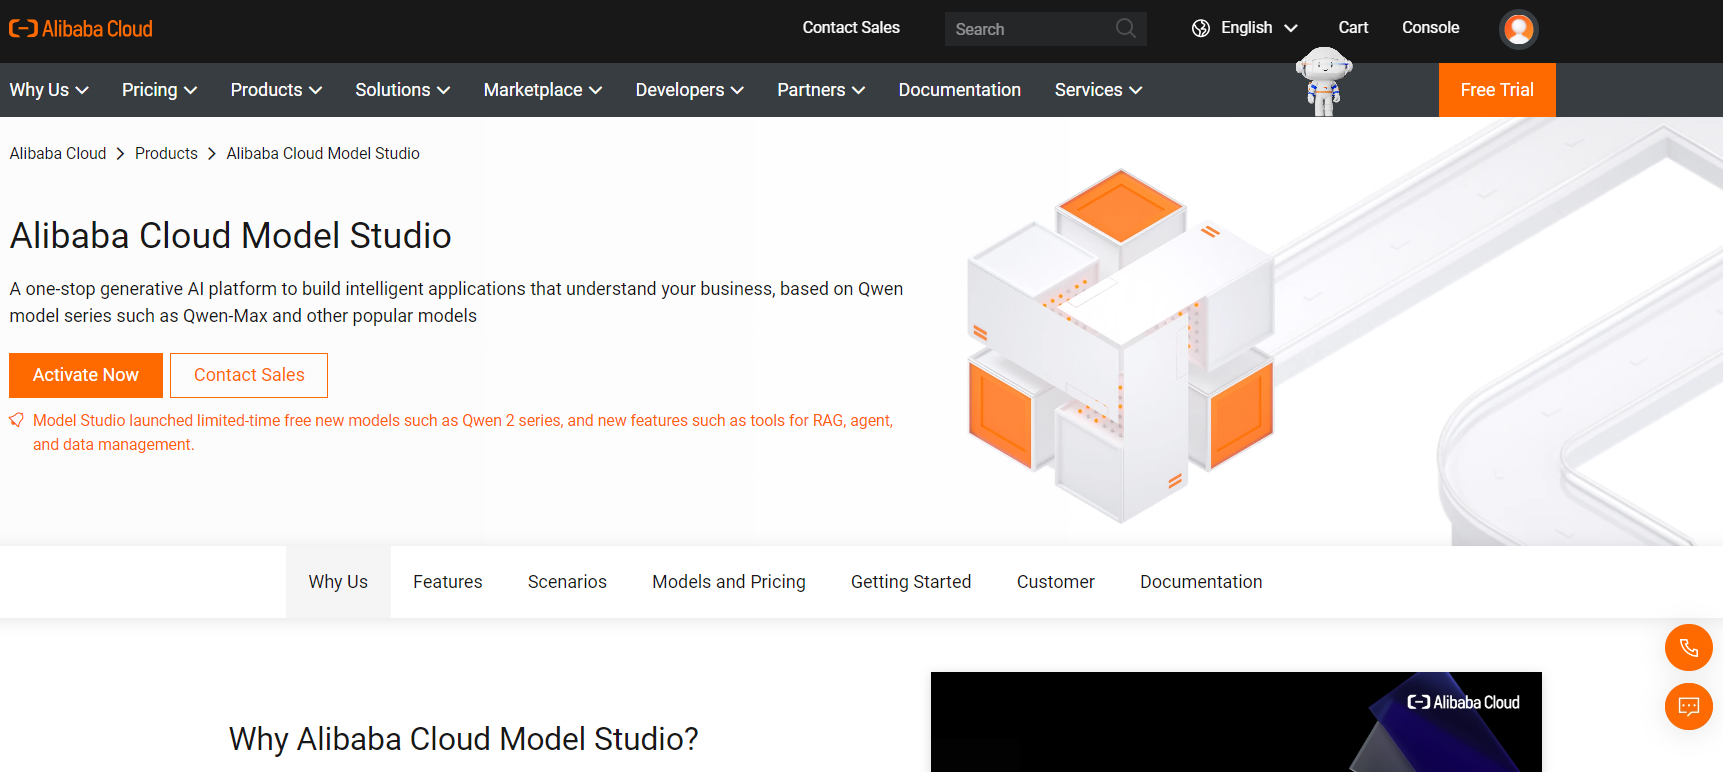 Alibaba Cloud
Contact Sales
Search
English
Cart
Console
Why Us
Pricing
Products
Solutions
Marketplace
Developers
Partners
Documentation
Services
Free Trial
Alibaba Cloud > Products > Alibaba Cloud Model Studio
Alibaba Cloud Model Studio
A one-stop generative AI platform to build intelligent applications that understand your business, based on Qwen
model series such as Qwen-Max and other popular models
Activate Now
Contact Sales
Model Studio launched limited-time free new models such as Qwen 2 series, and new features such as tools for RAG, agent,
and data management.
Why Us
Features
Scenarios
Models and Pricing
Getting Started
Customer
Documentation
Why Alibaba Cloud Model Studio?
Alibaba Cloud